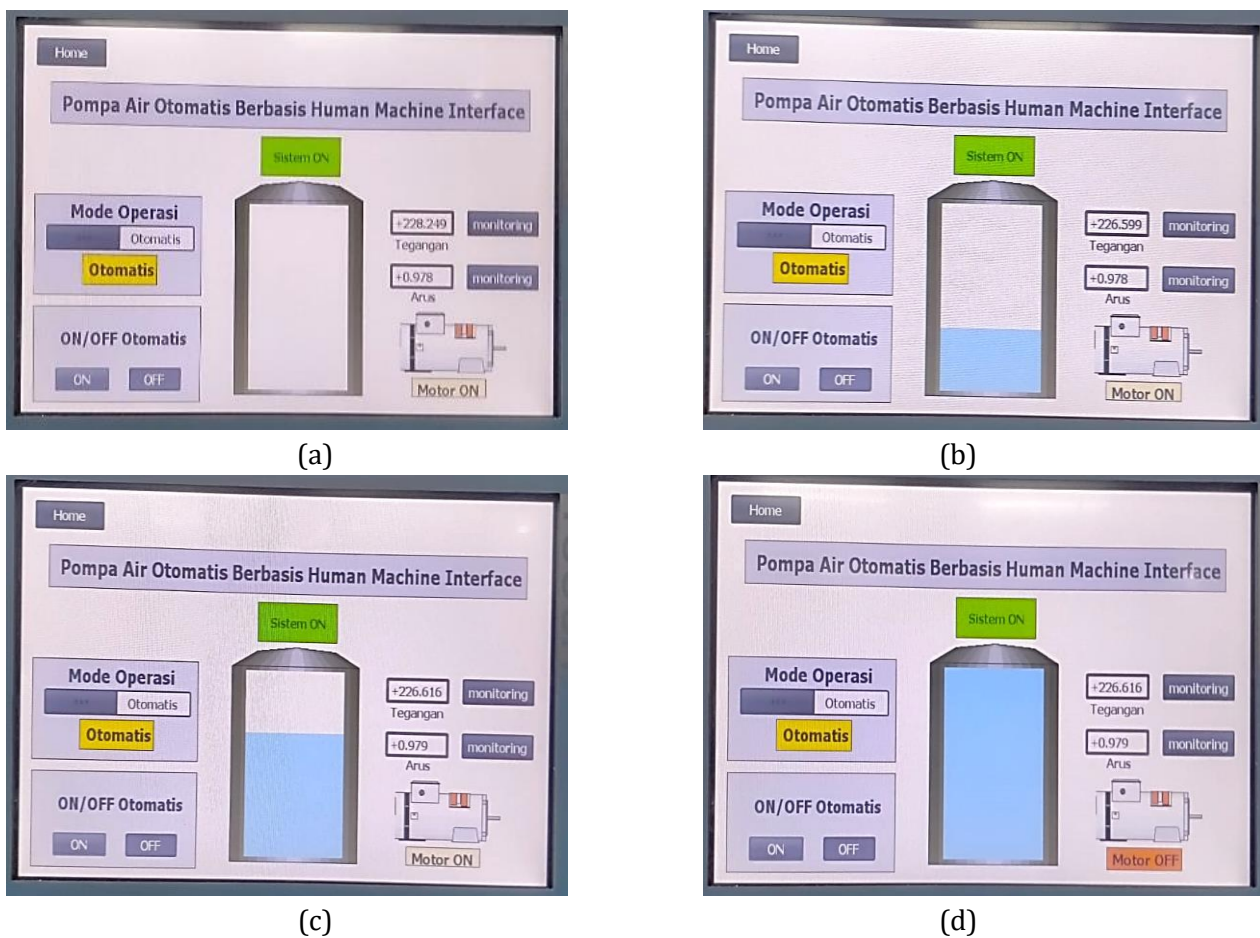 Home
Pompa Air Otomatis Berbasis Human Machine Interface
Sistem ON
Mode Operasi
Otomatis
Otomatis
+228.249 monitoring
Tegangan
+0.978 monitoring
Arus
ON/OFF Otomatis
ON OFF
Motor ON
(a)
Home
Pompa Air Otomatis Berbasis Human Machine Interface
Sistem ON
Mode Operasi
Otomatis
Otomatis
+226.599 monitoring
Tegangan
+0.978 monitoring
Arus
ON/OFF Otomatis
ON OFF
Motor ON
(b)
Home
Pompa Air Otomatis Berbasis Human Machine Interface
Sistem ON
Mode Operasi
Otomatis
Otomatis
+226.616 monitoring
Tegangan
+0.979 monitoring
Arus
ON/OFF Otomatis
ON OFF
Motor ON
(c)
Home
Pompa Air Otomatis Berbasis Human Machine Interface
Sistem ON
Mode Operasi
Otomatis
Otomatis
+226.616 monitoring
Tegangan
+0.979 monitoring
Arus
ON/OFF Otomatis
ON OFF
Motor OFF
(d)